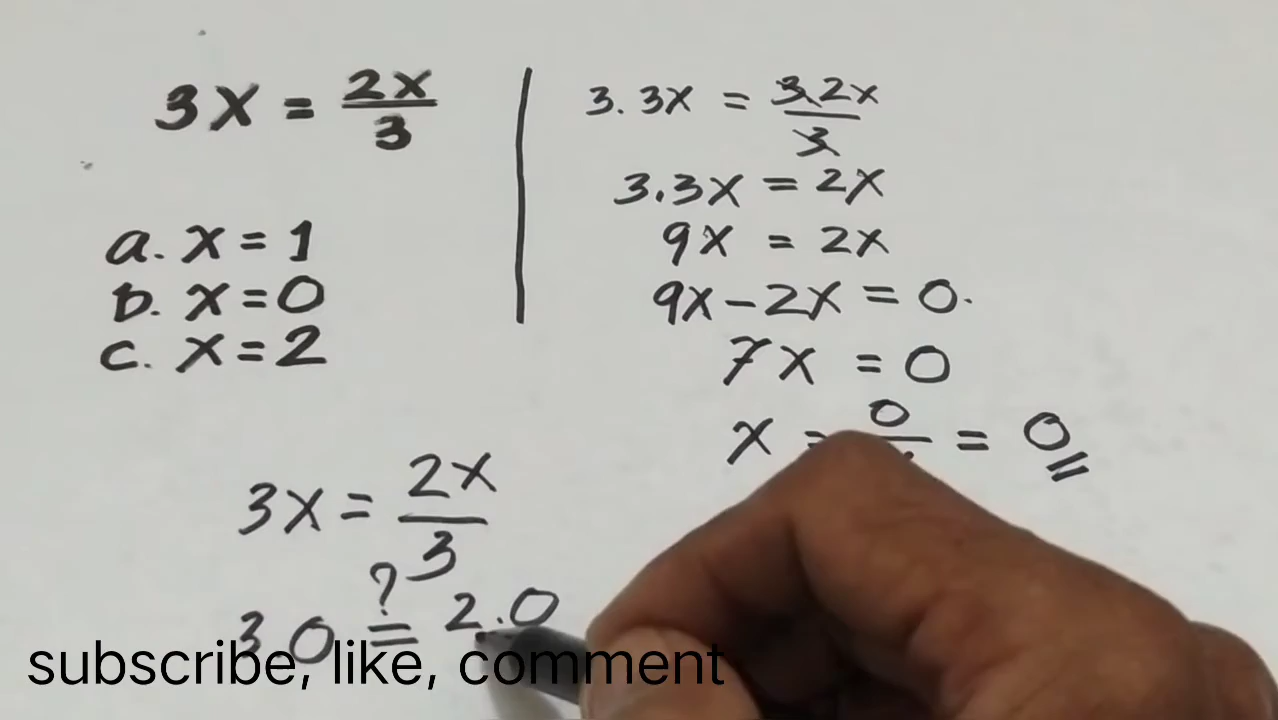 3x = 2x/3
a. x = 1
b. x = 0
c. x = 2
3.3x = 3.2x/3
3.3x = 2x
9x = 2x
9x - 2x = 0.
7x = 0
x = 0/ = 0
3x = 2x/3
?
3.0 = 2.0
subscribe, like, comment